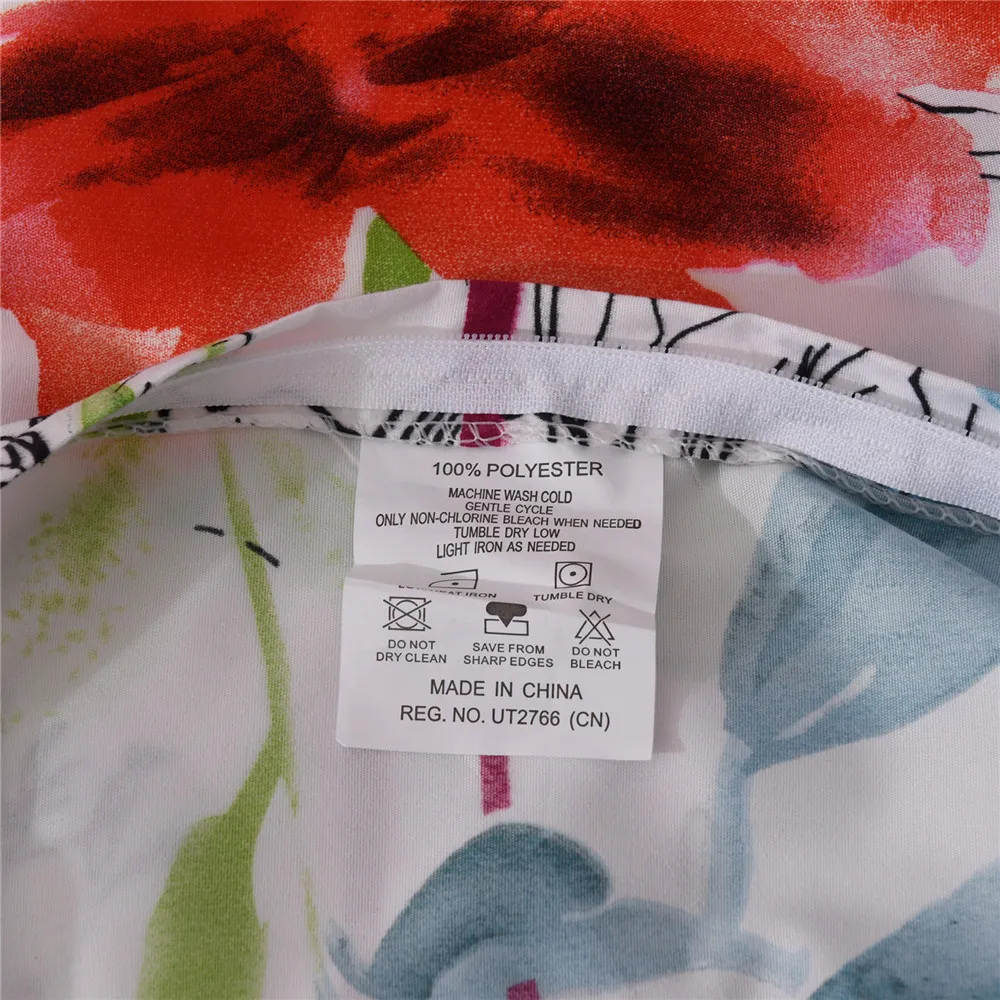 100% POLYESTER
MACHINE WASH COLD
GENTLE CYCLE
ONLY NON-CHLORINE BLEACH WHEN NEEDED
TUMBLE DRY LOW
LIGHT IRON AS NEEDED
HEAT IRON
TUMBLE DRY
DO NOT
DRY CLEAN
SAVE FROM
SHARP EDGES
DO NOT
BLEACH
MADE IN CHINA
REG. NO. UT2766 (CN)